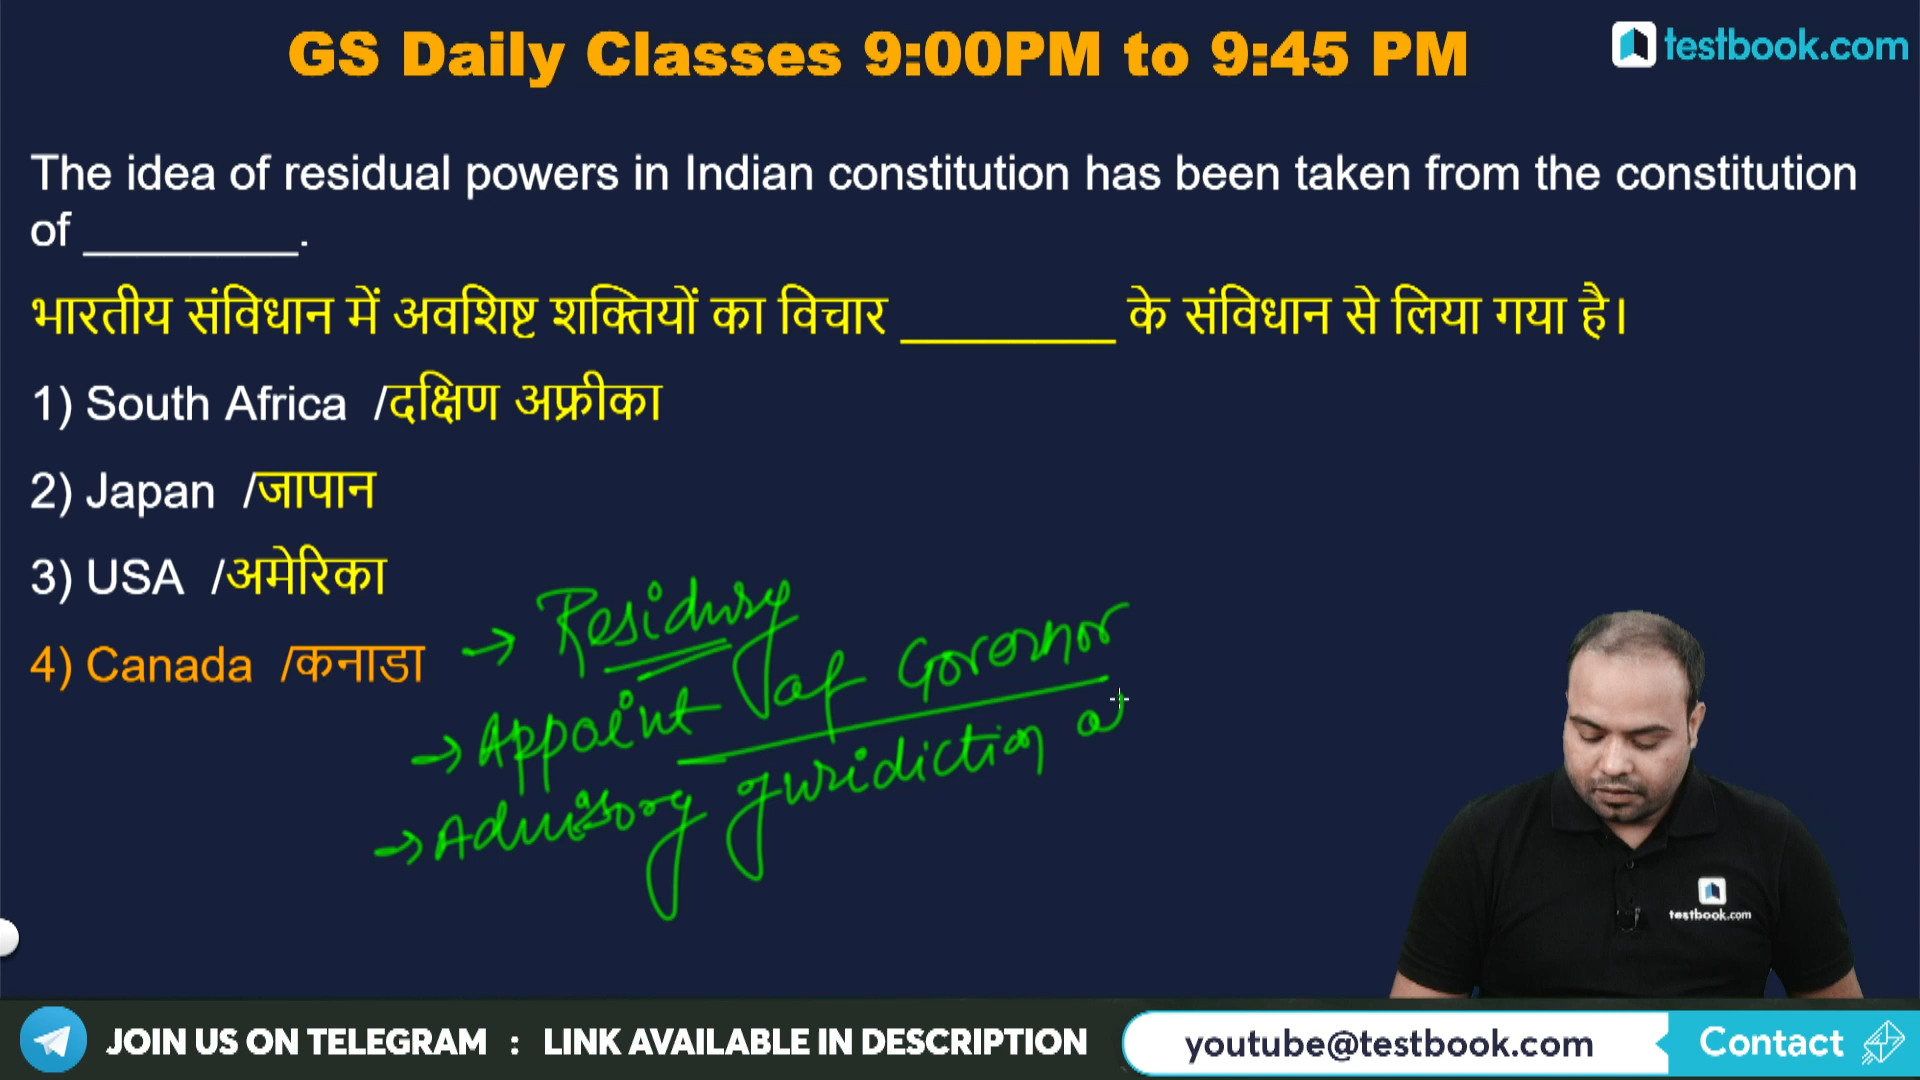 GS Daily Classes 9:00PM to 9:45 PM
testbook.com
The idea of residual powers in Indian constitution has been taken from the constitution
of _________.
भारतीय संविधान में अवशिष्ट शक्तियों का विचार _________ के संविधान से लिया गया है।
1) South Africa /दक्षिण अफ्रीका
2) Japan /जापान
3) USA /अमेरिका
4) Canada /कनाडा
→ Residury
→ Appoint of Governor
→ Advisory juridiction o
testbook.com
JOIN US ON TELEGRAM : LINK AVAILABLE IN DESCRIPTION
youtube@testbook.com
Contact